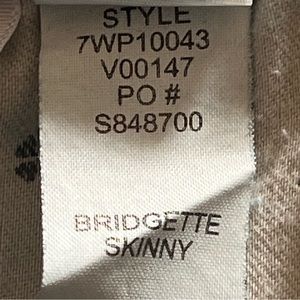 STYLE
7WP10043
V00147
PO #
S848700
BRIDGETTE
SKINNY